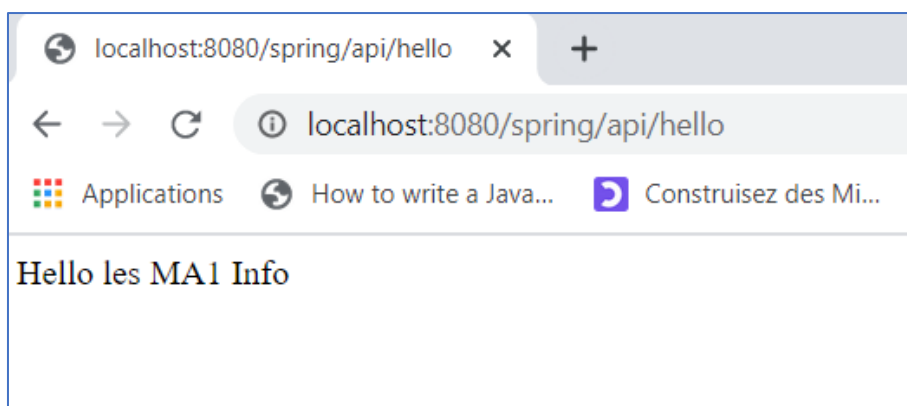 localhost:8080/spring/api/hello
localhost:8080/spring/api/hello
Applications How to write a Java... Construisez des Mi...
Hello les MA1 Info